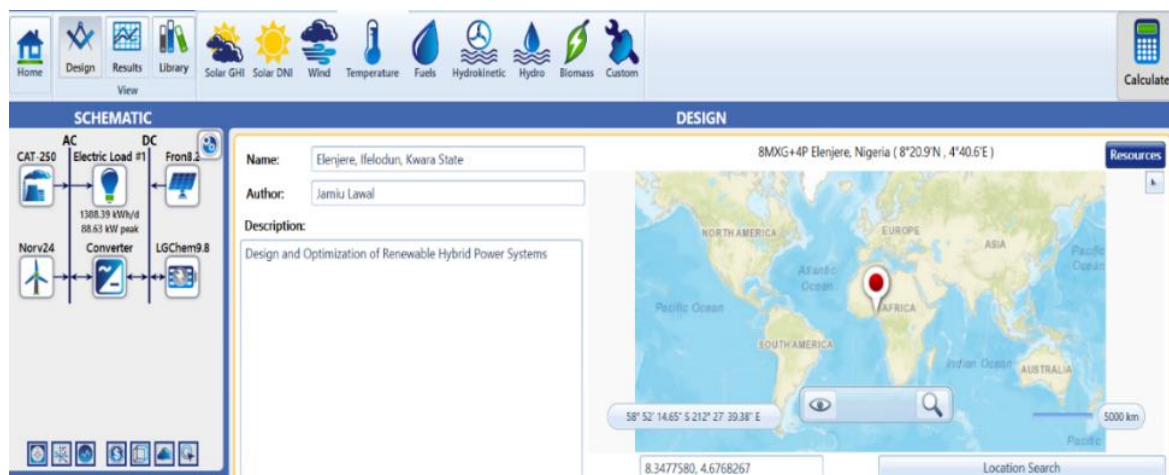 Home
Design
Results
Library
View
Solar GHI
Solar DNI
Wind
Temperature
Fuels
Hydrokinetic
Hydro
Biomass
Custom
Calculate
SCHEMATIC
DESIGN
AC
DC
CAT-250
Electric Load #1
Fron8.2
1388.39 kWh/d
88.63 kW peak
Norv24
Converter
LGChem9.8
Name:
Elenjere, Ifelodun, Kwara State
Author:
Jamiu Lawal
Description:
Design and Optimization of Renewable Hybrid Power Systems
8MXG+4P Elenjere, Nigeria ( 8°20.9'N , 4°40.6'E )
Resources
NORTH AMERICA
EUROPE
ASIA
Atlantic
Ocean
Pacific
Ocean
Pacific Ocean
AFRICA
SOUTH AMERICA
Indian Ocean
AUSTRALIA
58° 52' 14.65" S 212° 27' 39.38" E
5000 km
Pacific
8.3477580, 4.6768267
Location Search